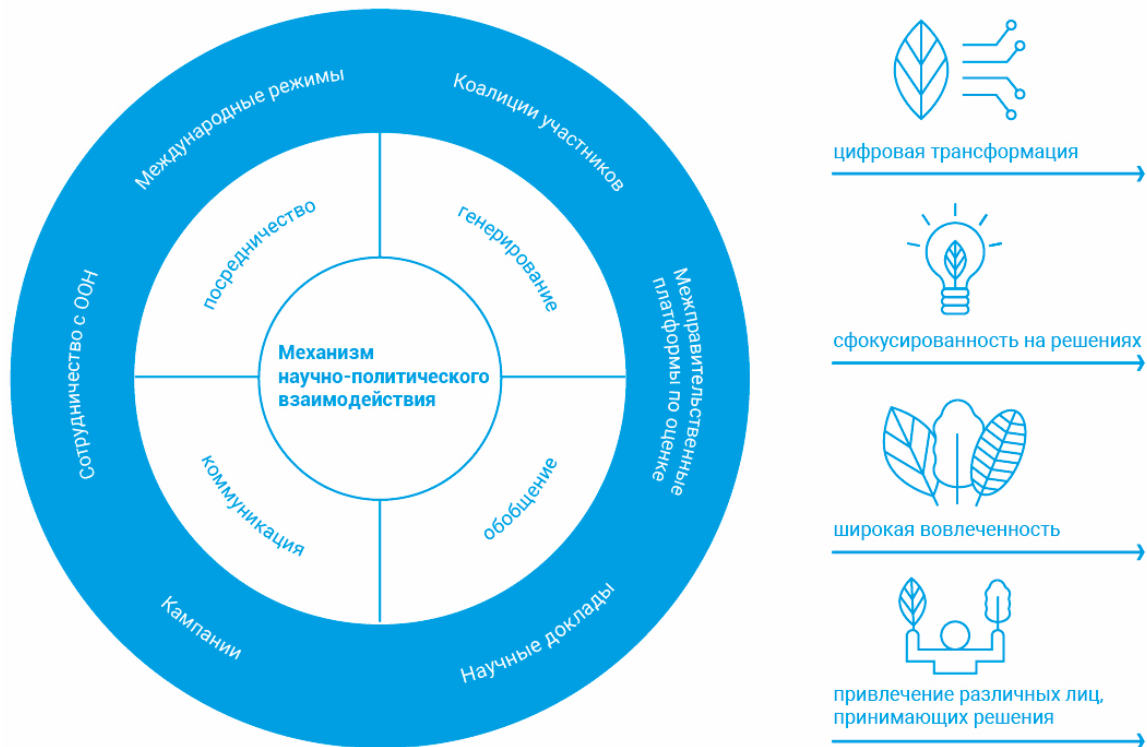 Международные режимы
Коалиции участников
Межправительственные
платформы по оценке
Научные доклады
Кампании
Сотрудничество с ООН
посредничество
генерирование
обобщение
коммуникация
Механизм
научно-политического
взаимодействия
цифровая трансформация
сфокусированность на решениях
широкая вовлеченность
привлечение различных лиц,
принимающих решения